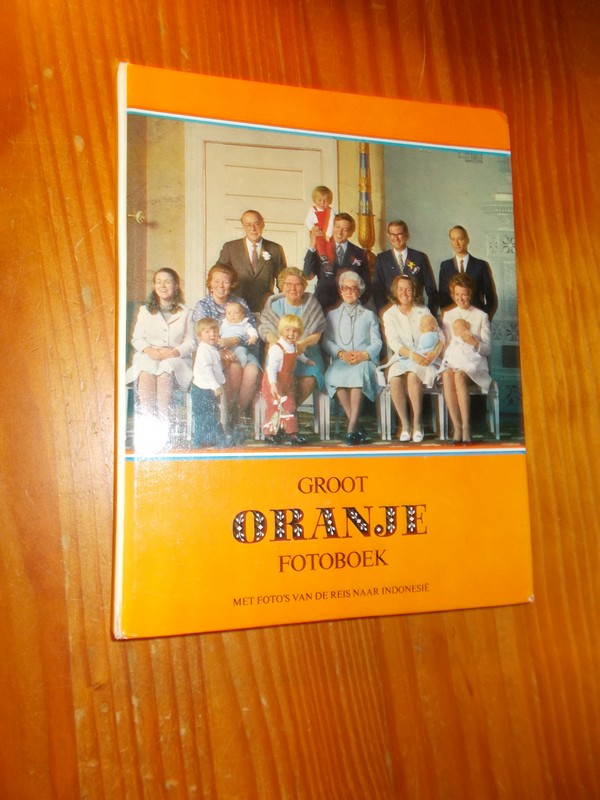 GROOT
ORANJE
FOTOBOEK
MET FOTO'S VAN DE REIS NAAR INDONESIË